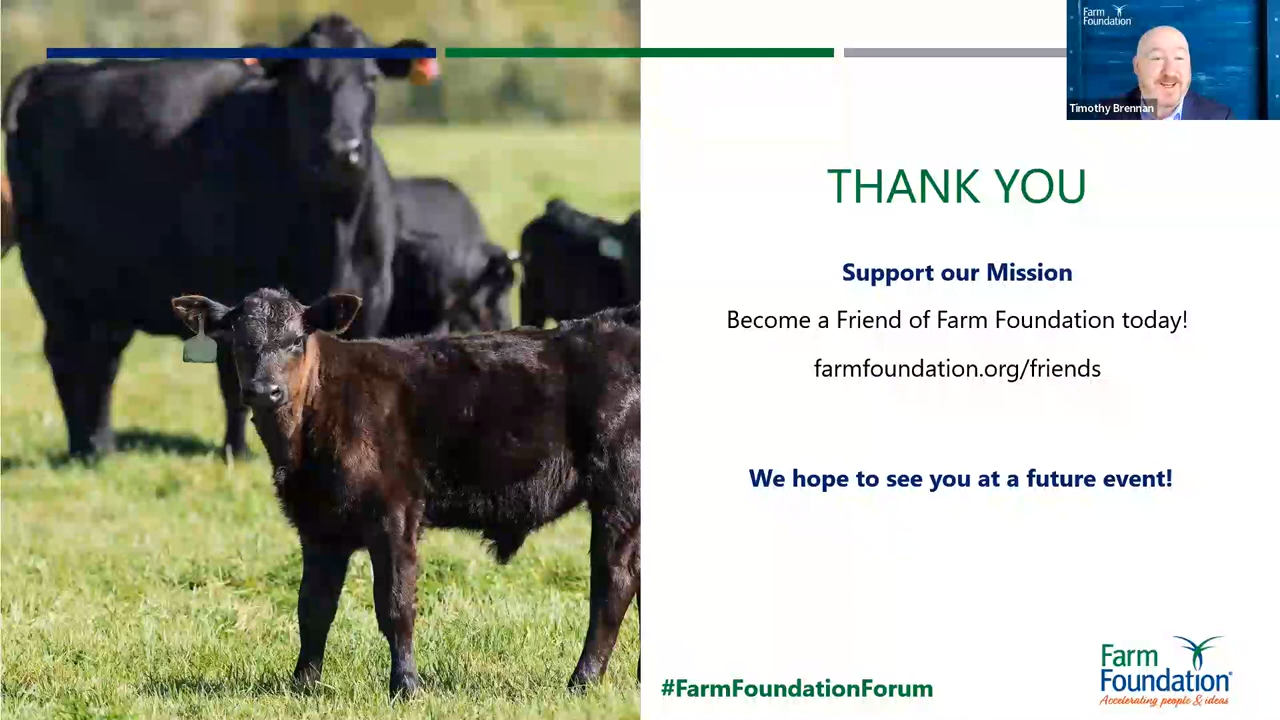 Farm
Foundation
Timothy Brennan
THANK YOU
Support our Mission
Become a Friend of Farm Foundation today!
farmfoundation.org/friends
We hope to see you at a future event!
#FarmFoundationForum
Farm
Foundation®
Accelerating people & ideas